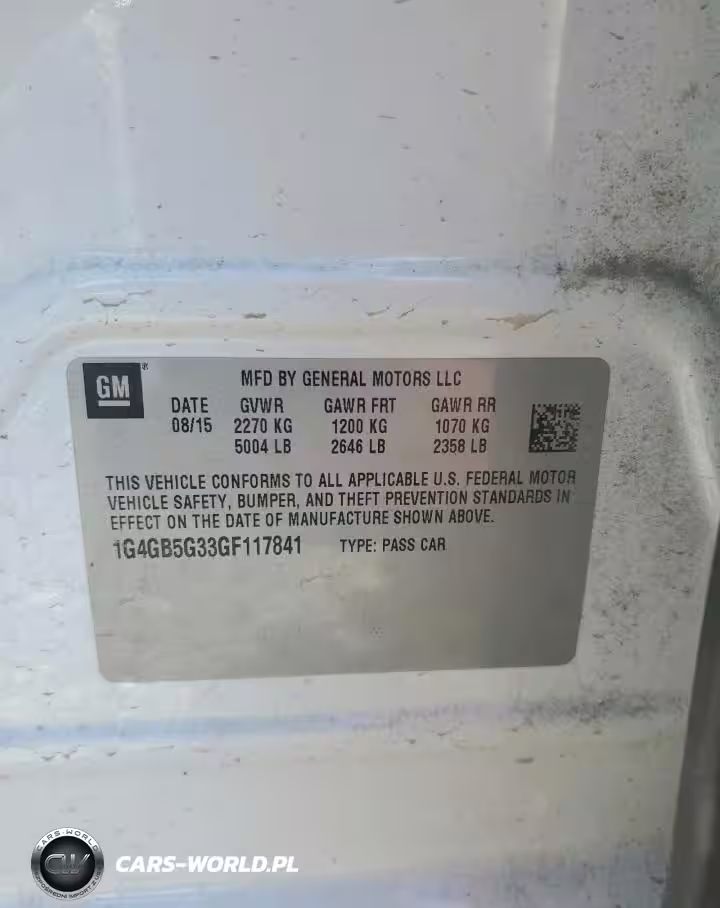 GM
MFD BY GENERAL MOTORS LLC
DATE GVWR GAWR FRT GAWR RR
08/15 2270 KG 1200 KG 1070 KG
5004 LB 2646 LB 2358 LB
THIS VEHICLE CONFORMS TO ALL APPLICABLE U.S. FEDERAL MOTOR
VEHICLE SAFETY, BUMPER, AND THEFT PREVENTION STANDARDS IN
EFFECT ON THE DATE OF MANUFACTURE SHOWN ABOVE.
1G4GB5G33GF117841 TYPE: PASS CAR
CARS-WORLD
CW
CARS-WORLD.PL